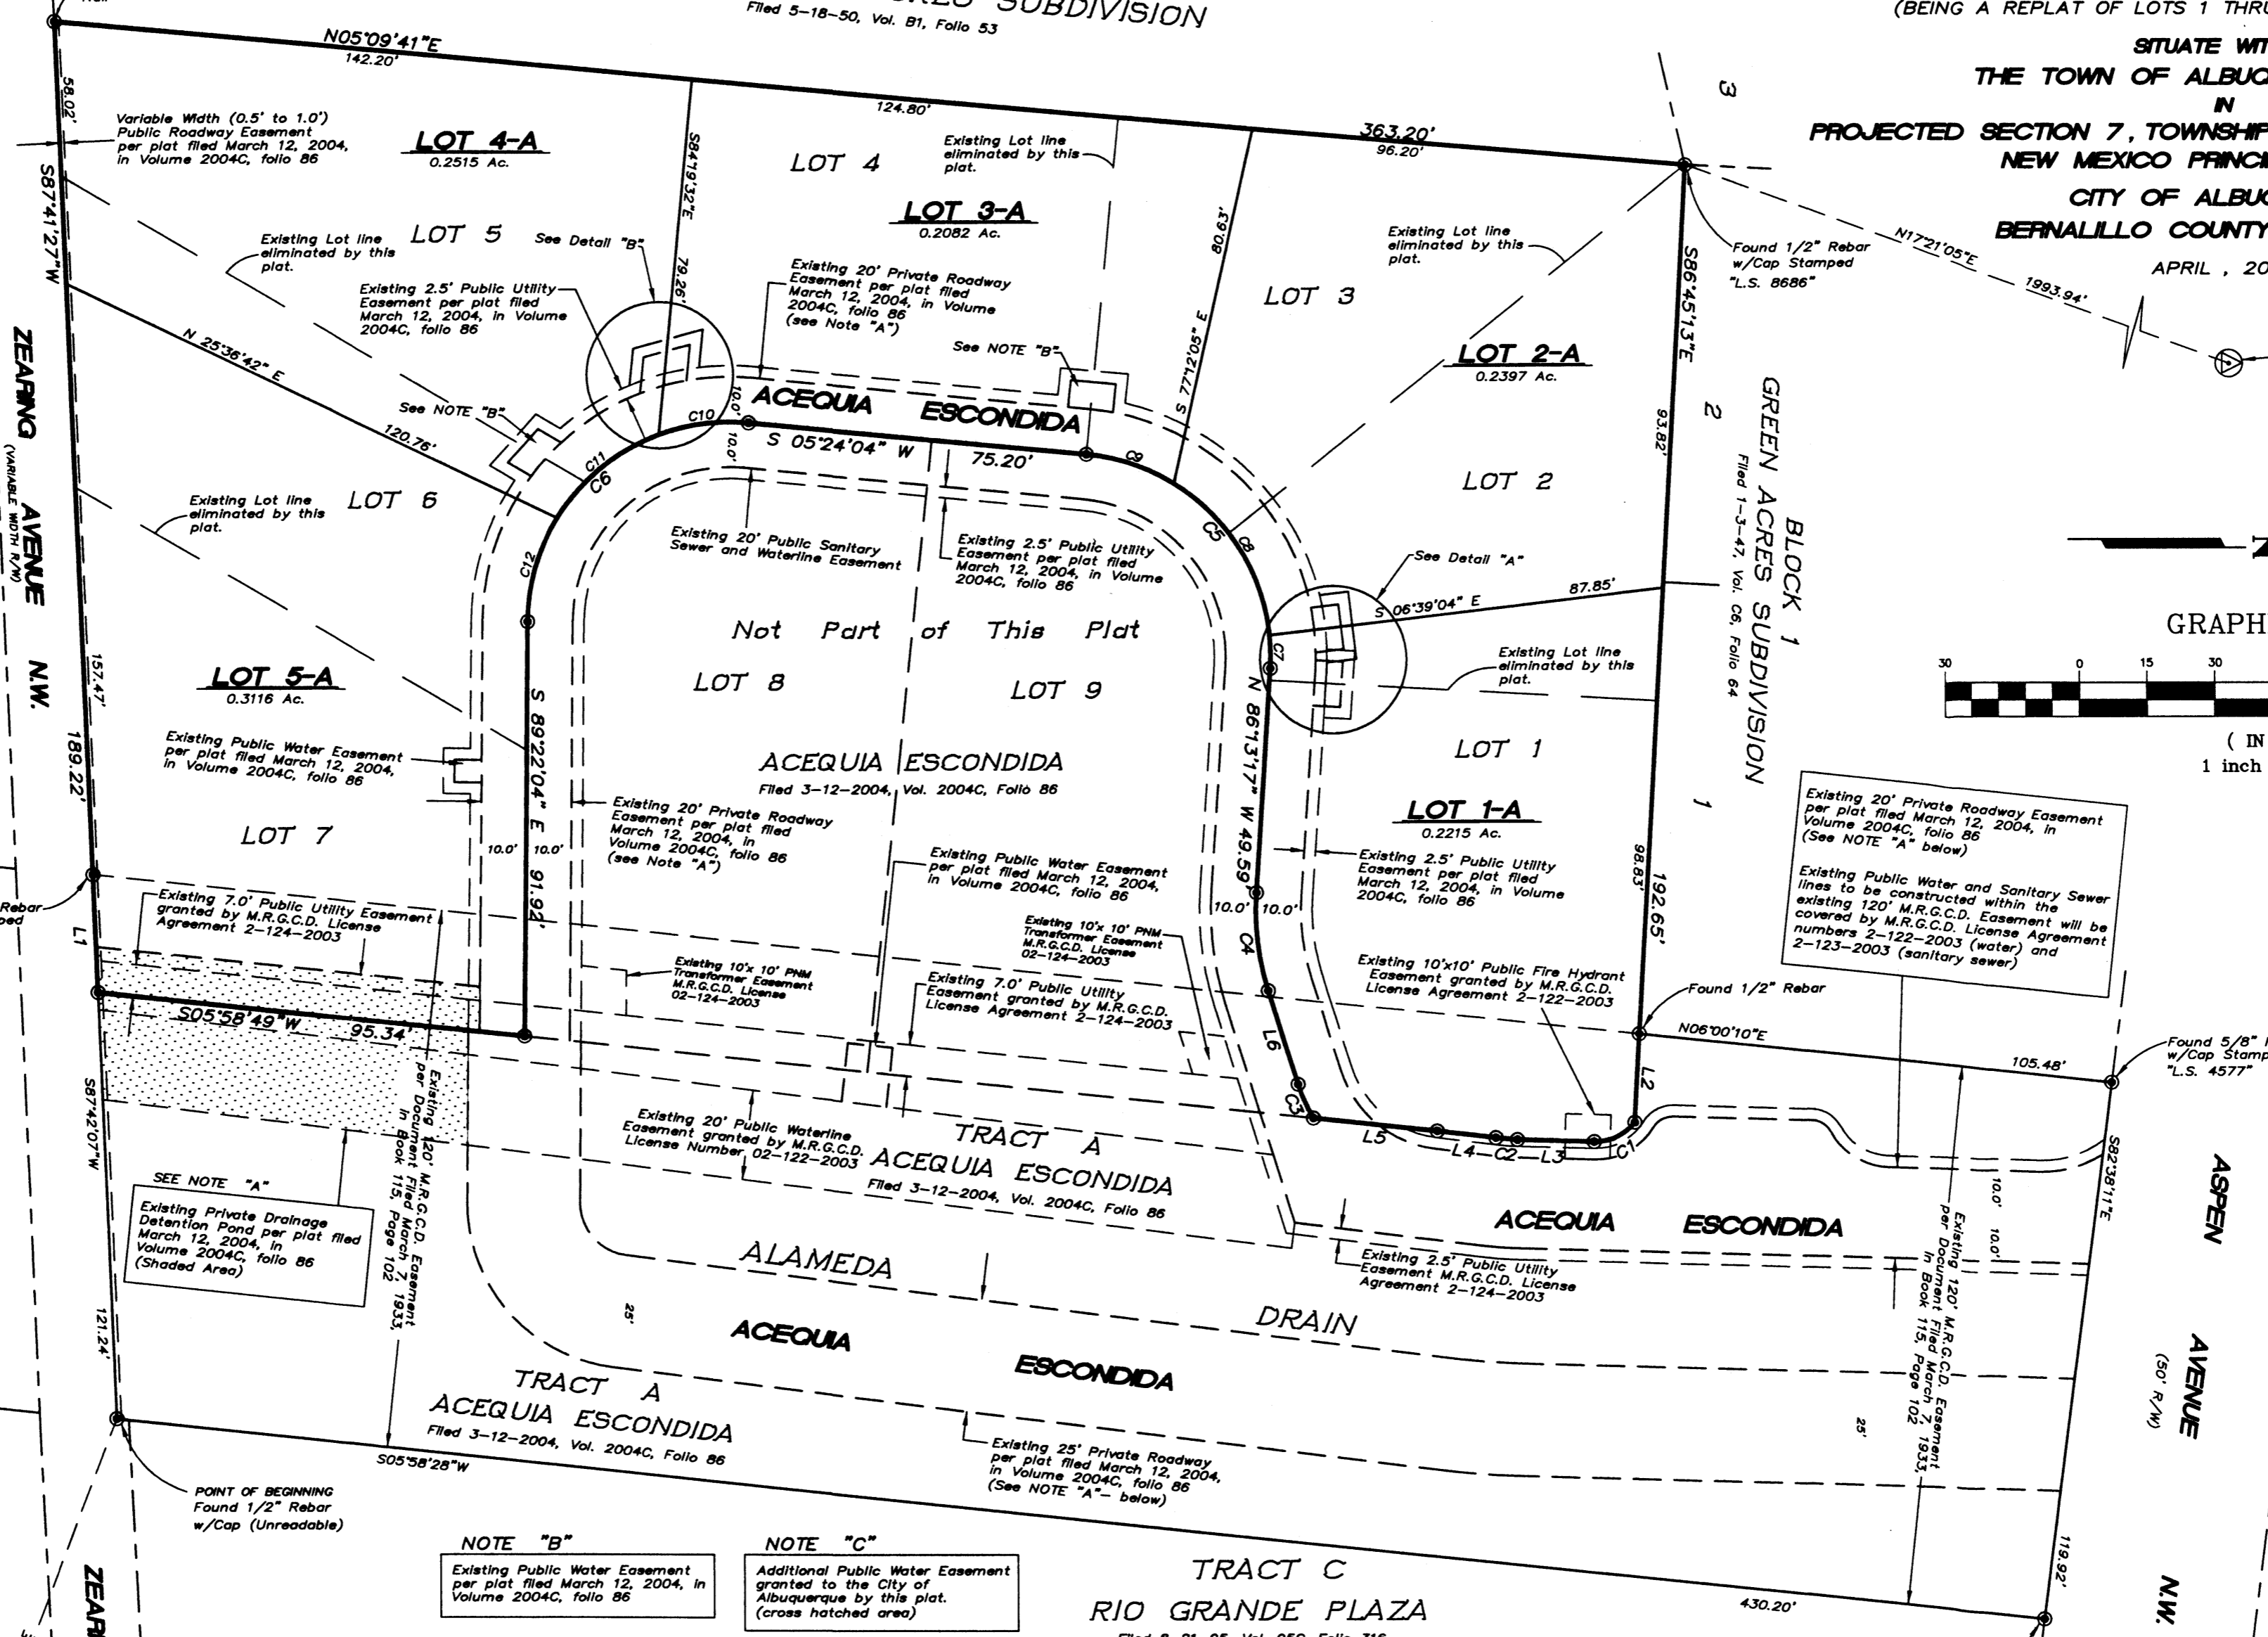 SUBDIVISION
Filed 5-18-50, Vol. B1, Folio 53
(BEING A REPLAT OF LOTS 1
SITUATE
THE TOWN OF
IN
PROJECTED SECTION 7,
NEW MEXICO
CITY OF
BERNALILLO COUNTY
APRIL , 20
N05°09'41"E
142.20'
124.80'
363.20'
96.20'
58.02'
S87°41'27"W
Variable Width (0.5' to 1.0')
Public Roadway Easement
per plat filed March 12, 2004,
in Volume 2004C, folio 86
LOT 4-A
0.2515 Ac.
S84°19'32"E
79.26'
LOT 4
Existing Lot line
eliminated by this
plat.
LOT 3-A
0.2082 Ac.
80.63'
S 77°12'05" E
3
Existing Lot line
eliminated by this
plat.
LOT 5
See Detail "B"
Existing 2.5' Public Utility
Easement per plat filed
March 12, 2004, in Volume
2004C, folio 86
Existing 20' Private Roadway
Easement per plat filed
March 12, 2004, in Volume
2004C, folio 86
(see Note "A")
See NOTE "B"
Existing Lot line
eliminated by this
plat.
LOT 3
LOT 2-A
0.2397 Ac.
Found 1/2" Rebar
w/Cap Stamped
"L.S. 8686"
N17°21'05"E
1993.94'
S86°45'13"E
93.82'
2
BLOCK 1
GREEN ACRES SUBDIVISION
Filed 1-3-47, Vol. C6, Folio 64
ZEARING AVENUE N.W.
(VARIABLE WIDTH R/W)
N 25°36'42" E
120.76'
See NOTE "B"
C10
10.0'
10.0'
ACEQUIA ESCONDIDA
S 05°24'04" W
75.20'
C9
C11
C6
C12
C5
C8
LOT 2
Existing Lot line
eliminated by this
plat.
LOT 6
Existing 20' Public Sanitary
Sewer and Waterline Easement
Existing 2.5' Public Utility
Easement per plat filed
March 12, 2004, in Volume
2004C, folio 86
See Detail "A"
S 06°39'04" E
87.85'
C7
Existing Lot line
eliminated by this
plat.
GRAPH
30 0 15 30
( IN
1 inch
Not Part of This Plat
LOT 8
LOT 9
157.47'
189.22'
LOT 5-A
0.3116 Ac.
S 89°22'04" E 91.92'
N 86°13'17" W 49.59'
LOT 1
ACEQUIA ESCONDIDA
Filed 3-12-2004, Vol. 2004C, Folio 86
Existing Public Water Easement
per plat filed March 12, 2004,
in Volume 2004C, folio 86
LOT 7
10.0' 10.0'
Existing 20' Private Roadway
Easement per plat filed
March 12, 2004, in
Volume 2004C, folio 86
(see Note "A")
Existing Public Water Easement
per plat filed March 12, 2004,
in Volume 2004C, folio 86
LOT 1-A
0.2215 Ac.
Existing 2.5' Public Utility
Easement per plat filed
March 12, 2004, in Volume
2004C, folio 86
98.83'
192.65'
1
Existing 20' Private Roadway Easement
per plat filed March 12, 2004, in
Volume 2004C, folio 86
(See NOTE "A" below)
Existing Public Water and Sanitary Sewer
lines to be constructed within the
existing 120' M.R.G.C.D. Easement will be
covered by M.R.G.C.D. License Agreement
numbers 2-122-2003 (water) and
2-123-2003 (sanitary sewer)
Rebar
L1
Existing 7.0' Public Utility Easement
granted by M.R.G.C.D. License
Agreement 2-124-2003
10.0' 10.0'
C4
Existing 10'x 10' PNM
Transformer Easement
M.R.G.C.D. License
02-124-2003
Existing 10'x 10' PNM
Transformer Easement
M.R.G.C.D. License
02-124-2003
Existing 7.0' Public Utility
Easement granted by M.R.G.C.D.
License Agreement 2-124-2003
Existing 10'x10' Public Fire Hydrant
Easement granted by M.R.G.C.D.
License Agreement 2-122-2003
Found 1/2" Rebar
N06°00'10"E
105.48'
Found 5/8"
w/Cap
"L.S. 4577"
S05°58'49"W 95.34'
L6
C3
L5
L4
C2
L3
C1
L2
S87°42'07"W
121.24'
Existing 120' M.R.G.C.D. Easement
per Document Filed March 7, 1933,
in Book 115, Page 102
Existing 20' Public Waterline
Easement granted by M.R.G.C.D.
License Number 02-122-2003
TRACT A
ACEQUIA ESCONDIDA
Filed 3-12-2004, Vol. 2004C, Folio 86
SEE NOTE "A"
Existing Private Drainage
Detention Pond per plat filed
March 12, 2004, in
Volume 2004C, folio 86
(Shaded Area)
ACEQUIA ESCONDIDA
10.0' 10.0'
S82°38'11"E
ASPEN AVENUE N.W.
(50' R/W)
Existing 2.5' Public Utility
Easement M.R.G.C.D. License
Agreement 2-124-2003
Existing 120' M.R.G.C.D. Easement
per Document Filed March 7, 1933,
in Book 115, Page 102
ALAMEDA DRAIN
25'
25'
ACEQUIA ESCONDIDA
TRACT A
ACEQUIA ESCONDIDA
Filed 3-12-2004, Vol. 2004C, Folio 86
S05°58'28"W
Existing 25' Private Roadway
per plat filed March 12, 2004,
in Volume 2004C, folio 86
(See NOTE "A"- below)
POINT OF BEGINNING
Found 1/2" Rebar
w/Cap (Unreadable)
NOTE "B"
Existing Public Water Easement
per plat filed March 12, 2004, in
Volume 2004C, folio 86
NOTE "C"
Additional Public Water Easement
granted to the City of
Albuquerque by this plat.
(cross hatched area)
TRACT C
RIO GRANDE PLAZA
430.20'
119.92'